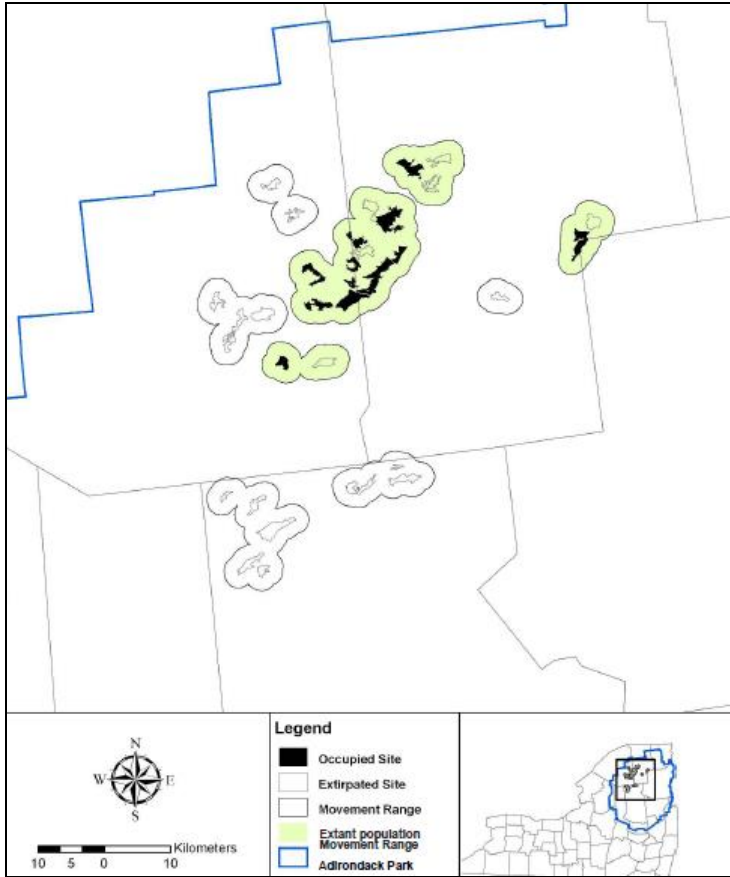 N
W E
S
10 5 0 10 Kilometers
Legend
Occupied Site
Extirpated Site
Movement Range
Extant population
Movement Range
Adirondack Park